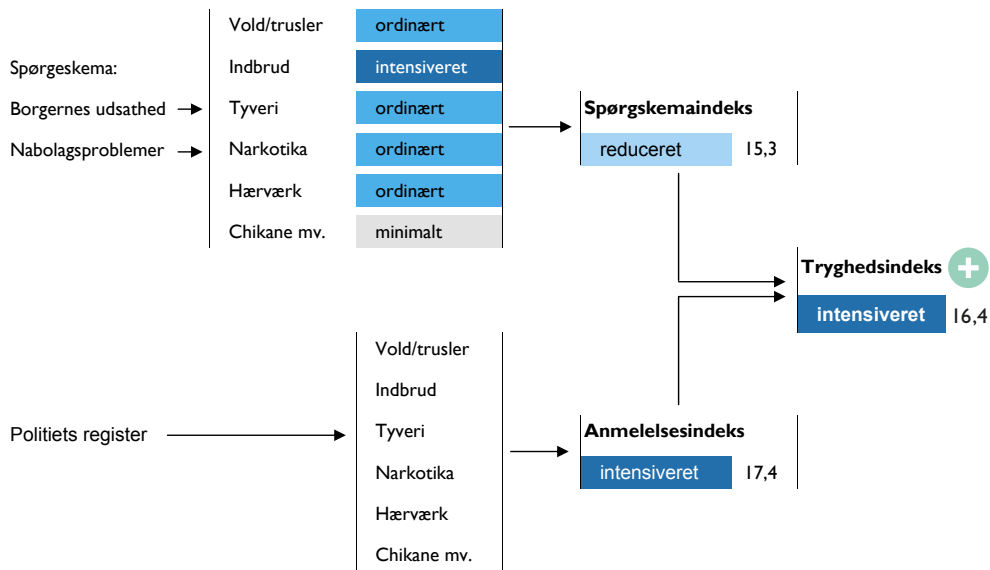 Spørgeskema:
Borgernes udsathed
Nabolagsproblemer
Vold/trusler ordinært
Indbrud intensiveret
Tyveri ordinært
Narkotika ordinært
Hærværk ordinært
Chikane mv. minimalt
Spørgskemaindeks
reduceret 15,3
Tryghedsindeks
intensiveret 16,4
Politiets register
Vold/trusler
Indbrud
Tyveri
Narkotika
Hærværk
Chikane mv.
Anmelelsesindeks
intensiveret 17,4